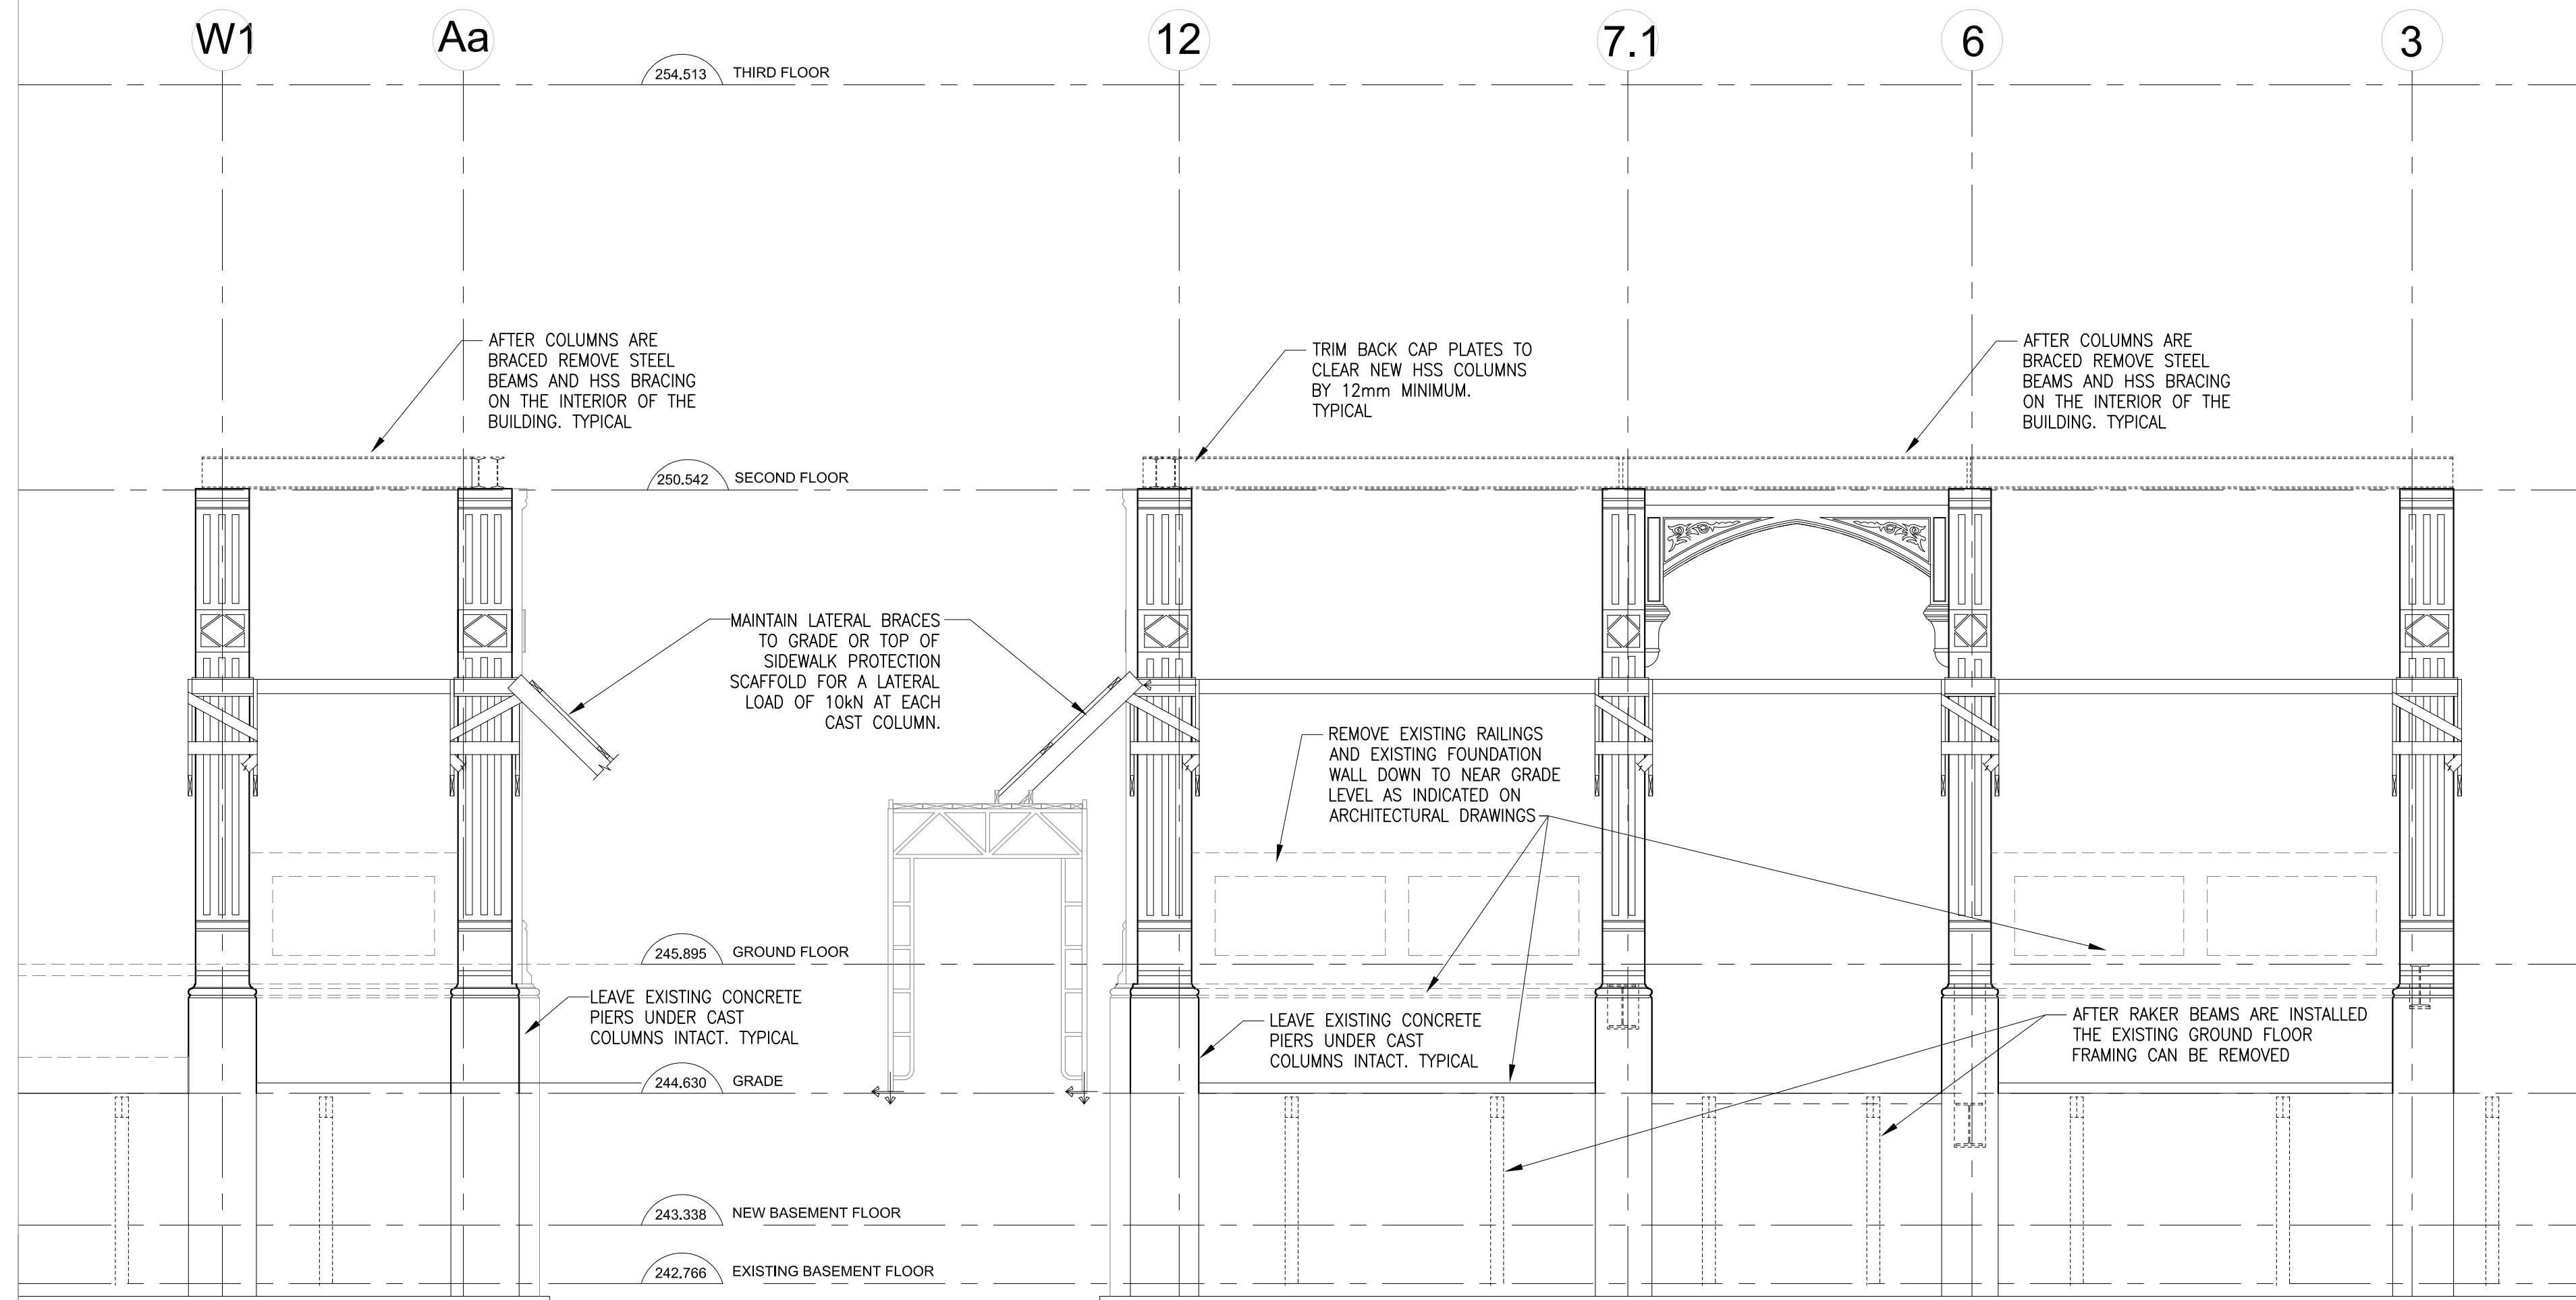 W1 Aa 12 7.1 6 3
254.513 THIRD FLOOR
AFTER COLUMNS ARE
BRACED REMOVE STEEL
BEAMS AND HSS BRACING
ON THE INTERIOR OF THE
BUILDING. TYPICAL
TRIM BACK CAP PLATES TO
CLEAR NEW HSS COLUMNS
BY 12mm MINIMUM.
TYPICAL
AFTER COLUMNS ARE
BRACED REMOVE STEEL
BEAMS AND HSS BRACING
ON THE INTERIOR OF THE
BUILDING. TYPICAL
250.542 SECOND FLOOR
MAINTAIN LATERAL BRACES
TO GRADE OR TOP OF
SIDEWALK PROTECTION
SCAFFOLD FOR A LATERAL
LOAD OF 10kN AT EACH
CAST COLUMN.
REMOVE EXISTING RAILINGS
AND EXISTING FOUNDATION
WALL DOWN TO NEAR GRADE
LEVEL AS INDICATED ON
ARCHITECTURAL DRAWINGS
245.895 GROUND FLOOR
LEAVE EXISTING CONCRETE
PIERS UNDER CAST
COLUMNS INTACT. TYPICAL
LEAVE EXISTING CONCRETE
PIERS UNDER CAST
COLUMNS INTACT. TYPICAL
AFTER RAKER BEAMS ARE INSTALLED
THE EXISTING GROUND FLOOR
FRAMING CAN BE REMOVED
244.630 GRADE
243.338 NEW BASEMENT FLOOR
242.766 EXISTING BASEMENT FLOOR